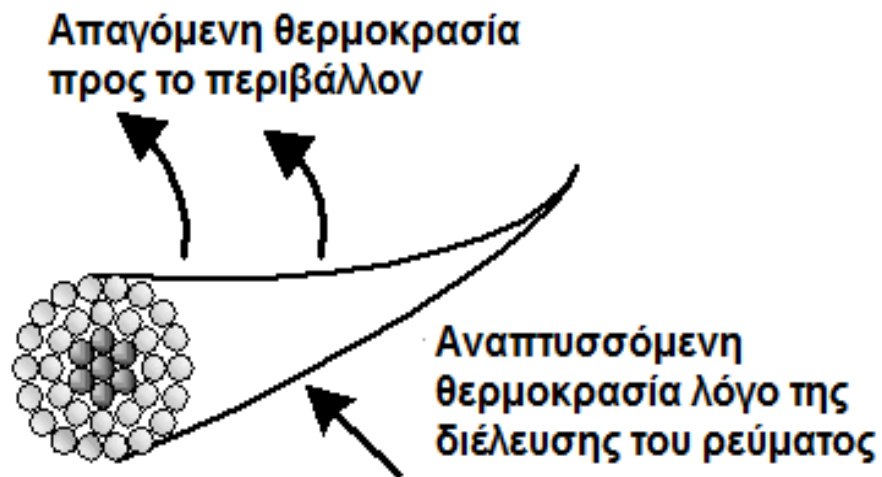 Απαγόμενη θερμοκρασία
προς το περιβάλλον
Αναπτυσσόμενη
θερμοκρασία λόγο της
διέλευσης του ρεύματος